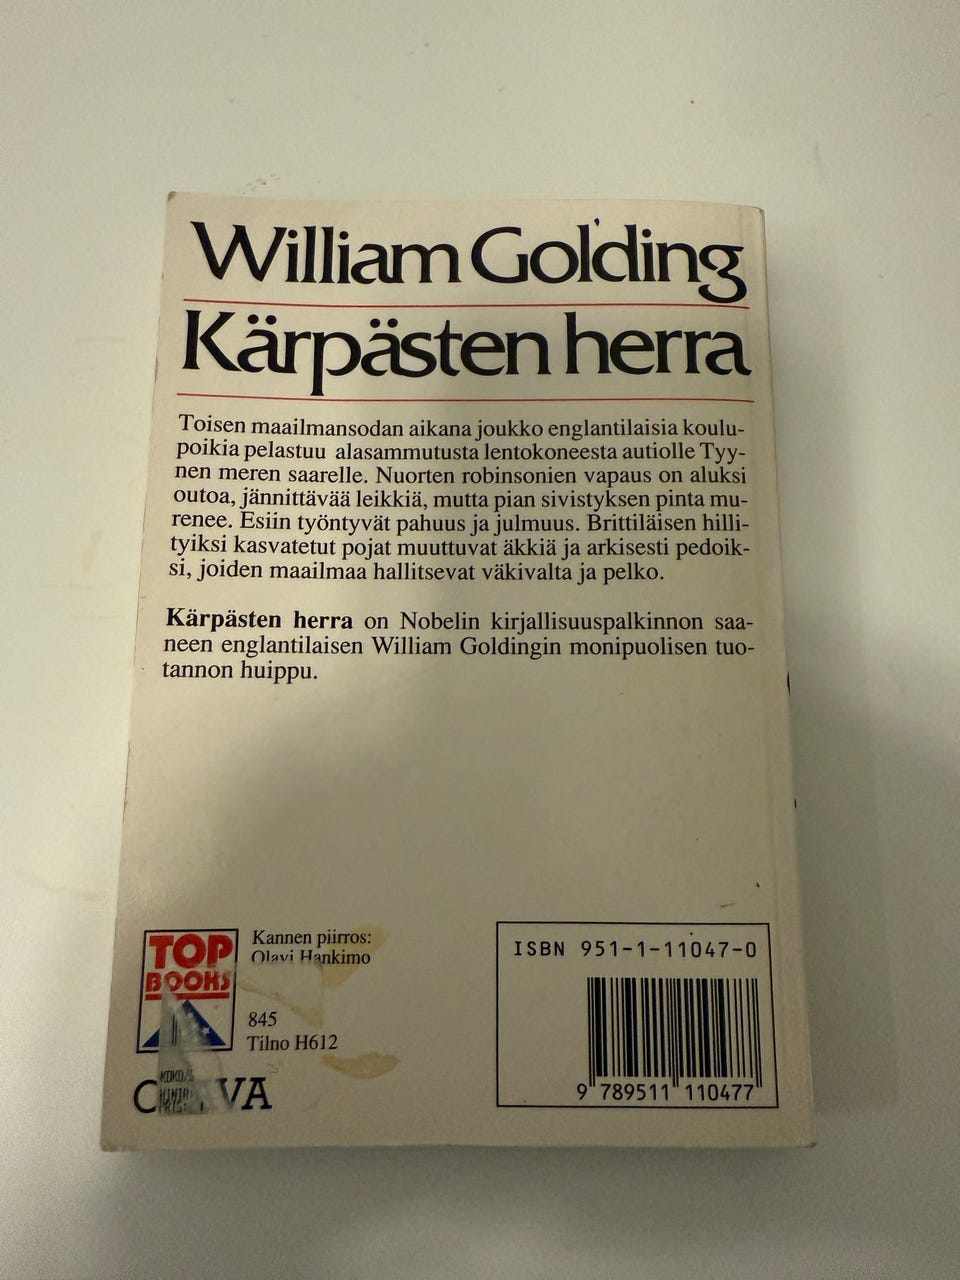 William Golding
Kärpästen herra
Toisen maailmansodan aikana joukko englantilaisia koulu-
poikia pelastuu alasammutusta lentokoneesta autiolle Tyy-
nen meren saarelle. Nuorten robinsonien vapaus on aluksi
outoa, jännittävää leikkiä, mutta pian sivistyksen pinta mu-
renee. Esiin työntyvät pahuus ja julmuus. Brittiläisen hilli-
tyiksi kasvatetut pojat muuttuvat äkkiä ja arkisesti pedoik-
si, joiden maailmaa hallitsevat väkivalta ja pelko.
Kärpästen herra on Nobelin kirjallisuuspalkinnon saa-
neen englantilaisen William Goldingin monipuolisen tuo-
tannon huippu.
TOP
BOOKS
Kannen piirros:
Olavi Hankimo
845
Tilno H612
ISBN 951-1-11047-0
9 789511 110477